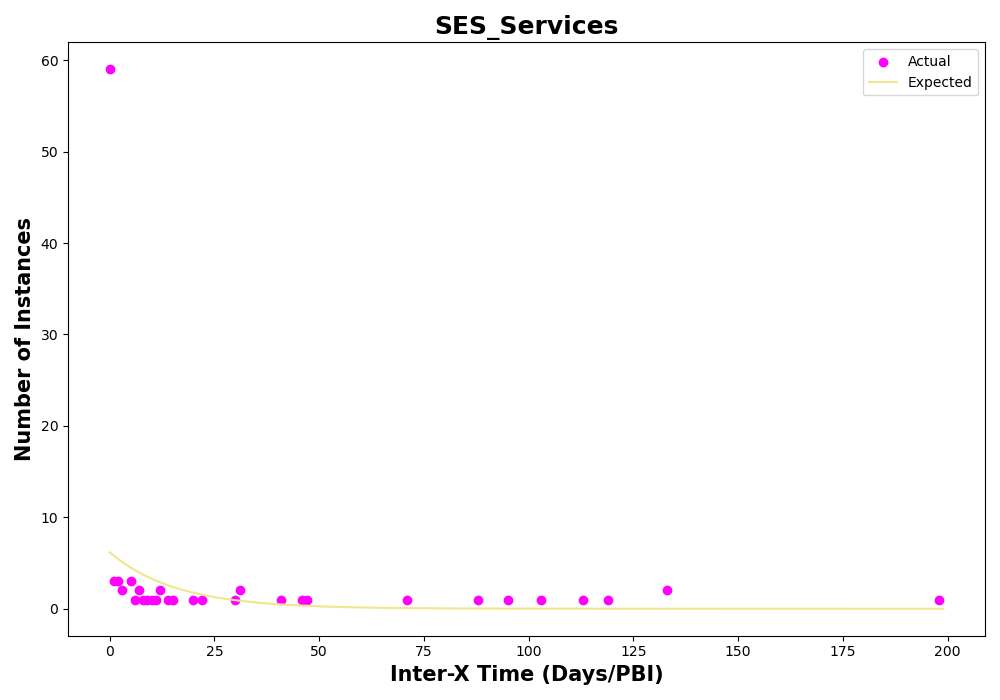 SES_Services
Actual
Expected
Number of Instances
60
50
40
30
20
10
0
0 25 50 75 100 125 150 175 200
Inter-X Time (Days/PBI)